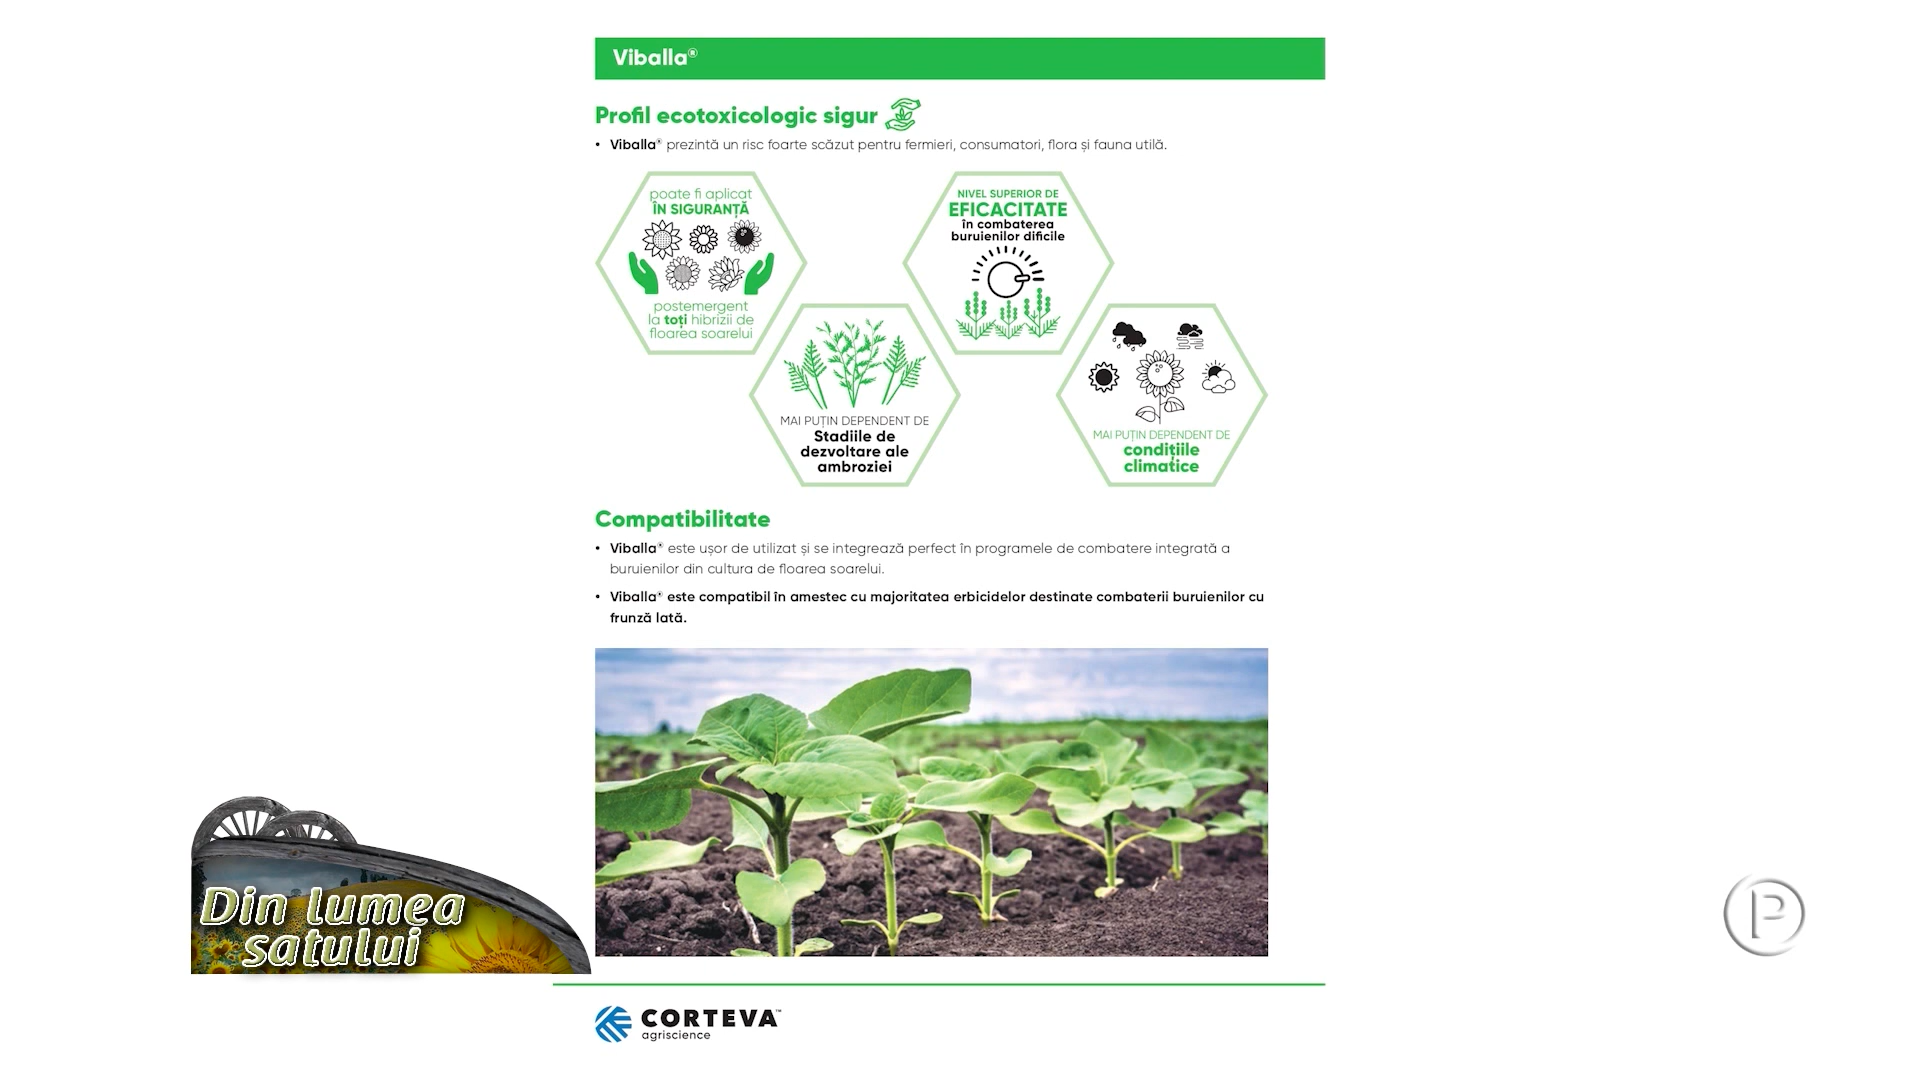 Viballa®
Profil ecotoxicologic sigur
• Viballa® prezintă un risc foarte scăzut pentru fermieri, consumatori, flora și fauna utilă.
poate fi aplicat
ÎN SIGURANȚĂ
postemergent
la toți hibrizii de
floarea soarelui
NIVEL SUPERIOR DE
EFICACITATE
în combaterea
buruienilor dificile
MAI PUȚIN DEPENDENT DE
Stadiile de
dezvoltare ale
ambroziei
MAI PUȚIN DEPENDENT DE
condițiile
climatice
Compatibilitate
• Viballa® este ușor de utilizat și se integrează perfect în programele de combatere integrată a
buruienilor din cultura de floarea soarelui.
• Viballa® este compatibil în amestec cu majoritatea erbicidelor destinate combaterii buruienilor cu
frunză lată.
Din lumea
satului
P
CORTEVA™
agriscience